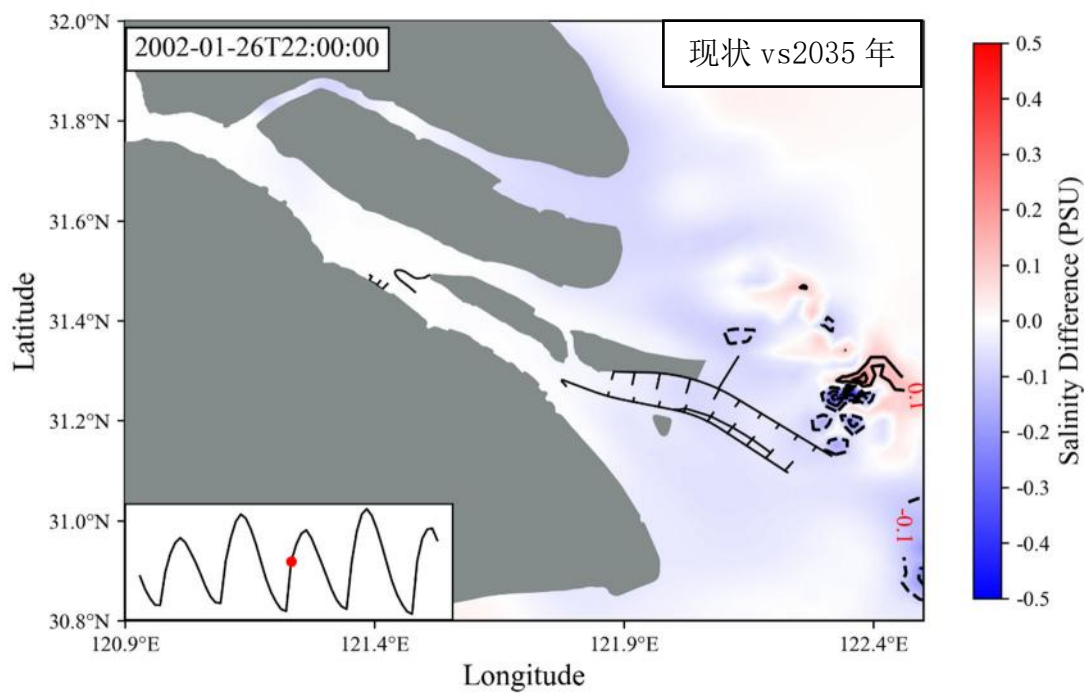 2002-01-26T22:00:00
现状 vs2035 年
32.0°N
31.8°N
31.6°N
31.4°N
31.2°N
31.0°N
30.8°N
Latitude
120.9°E
121.4°E
121.9°E
122.4°E
Longitude
0.1
-0.1
0.5
0.4
0.3
0.2
0.1
0.0
-0.1
-0.2
-0.3
-0.4
-0.5
Salinity Difference (PSU)